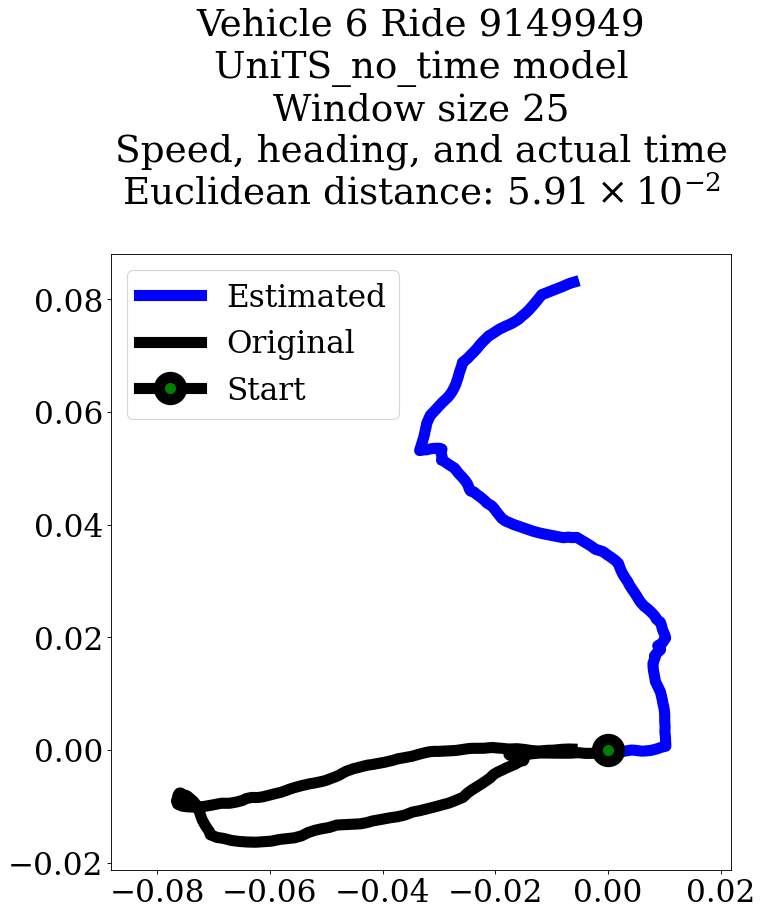 Vehicle 6 Ride 9149949
UniTS_no_time model
Window size 25
Speed, heading, and actual time
Euclidean distance: 5.91 × 10⁻²
Estimated
Original
Start
0.08
0.06
0.04
0.02
0.00
−0.02
−0.08 −0.06 −0.04 −0.02 0.00 0.02